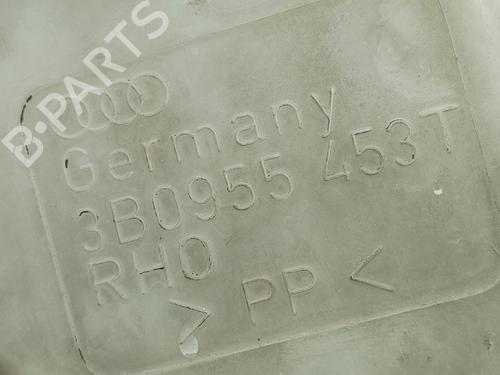 B-PARTS
Germany
3B0955 453T
RHO
> PP <